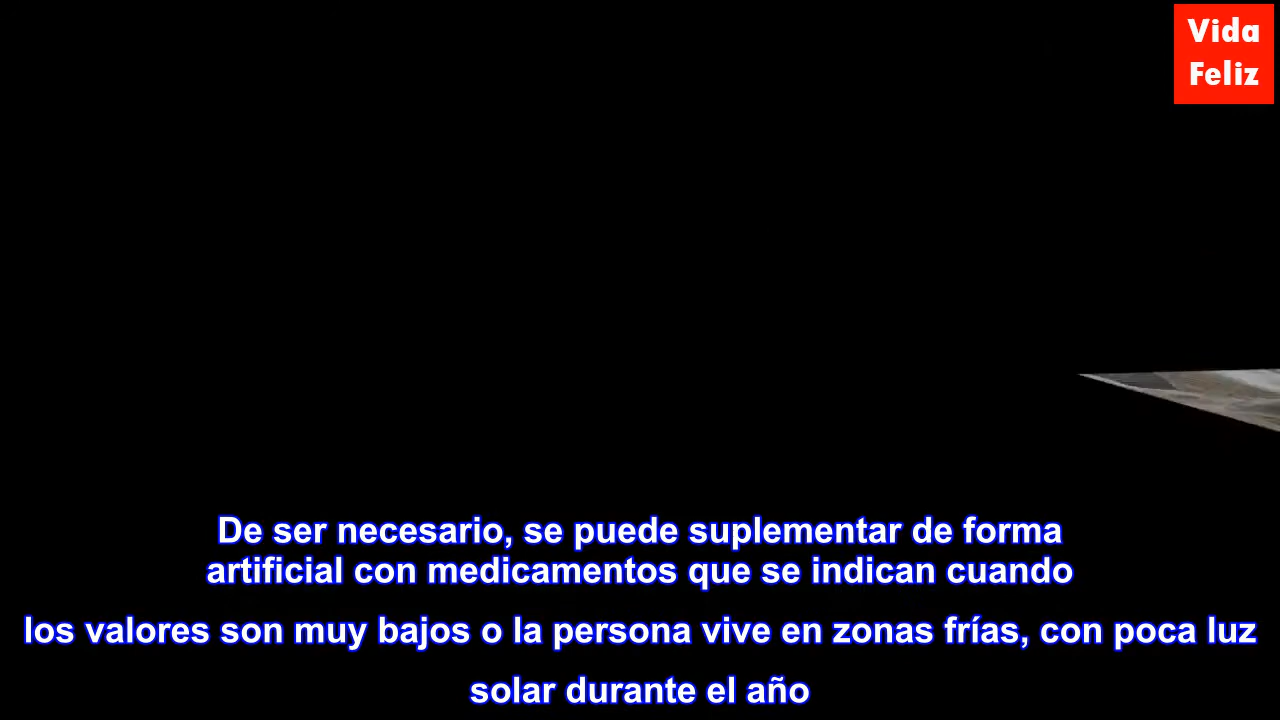 Vida
Feliz
De ser necesario, se puede suplementar de forma
artificial con medicamentos que se indican cuando
los valores son muy bajos o la persona vive en zonas frías, con poca luz
solar durante el año